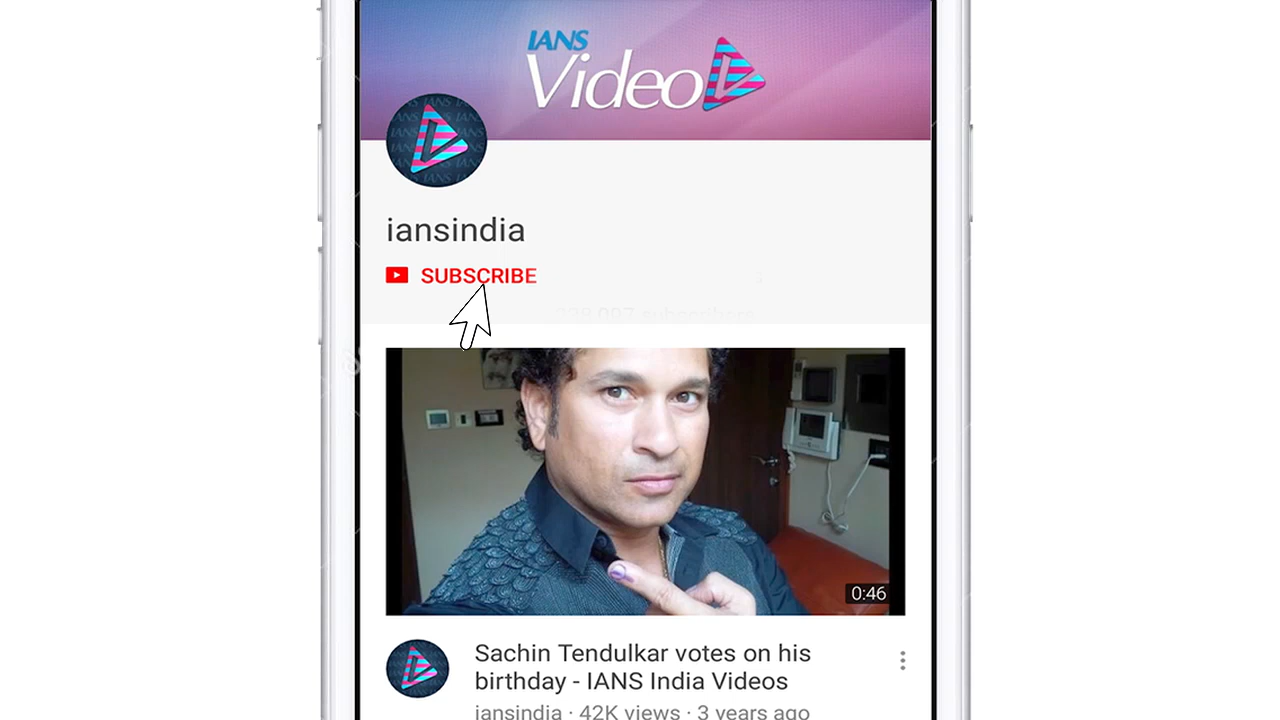 IANS
Video
iansindia
SUBSCRIBE
0:46
Sachin Tendulkar votes on his
birthday - IANS India Videos
iansindia · 42K views · 3 years ago